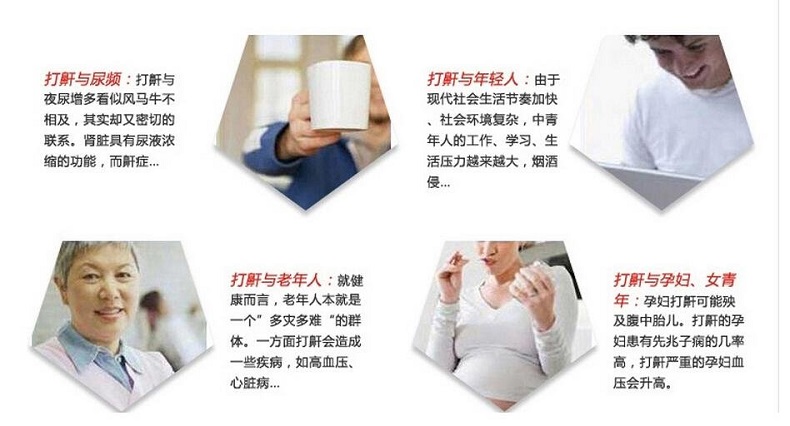 打鼾与尿频：打鼾与
夜尿增多看似风马牛不
相及，其实却又密切的
联系。肾脏具有尿液浓
缩的功能，而鼾症...
打鼾与年轻人：由于
现代社会生活节奏加快
、社会环境复杂，中青
年人的工作、学习、生
活压力越来越大，烟酒
侵...
打鼾与老年人：就健
康而言，老年人本就是
一个”多灾多难“的群
体。一方面打鼾会造成
一些疾病，如高血压、
心脏病...
打鼾与孕妇、女青
年：孕妇打鼾可能殃
及腹中胎儿。打鼾的孕
妇患有先兆子痫的几率
高，打鼾严重的孕妇血
压会升高。